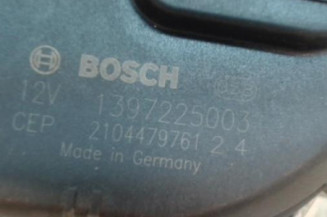 BOSCH
12V 1397225003
CEP 2104479761 2 4
Made in Germany